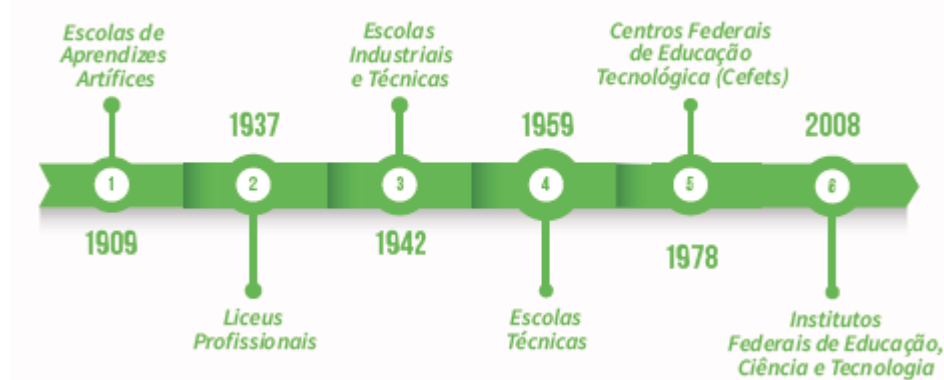 Escolas de
Aprendizes
Artífices
1
1909
1937
2
Liceus
Profissionais
Escolas
Industriais
e Técnicas
3
1942
1959
4
Escolas
Técnicas
Centros Federais
de Educação
Tecnológica (Cefets)
5
1978
2008
6
Institutos
Federais de Educação,
Ciência e Tecnologia